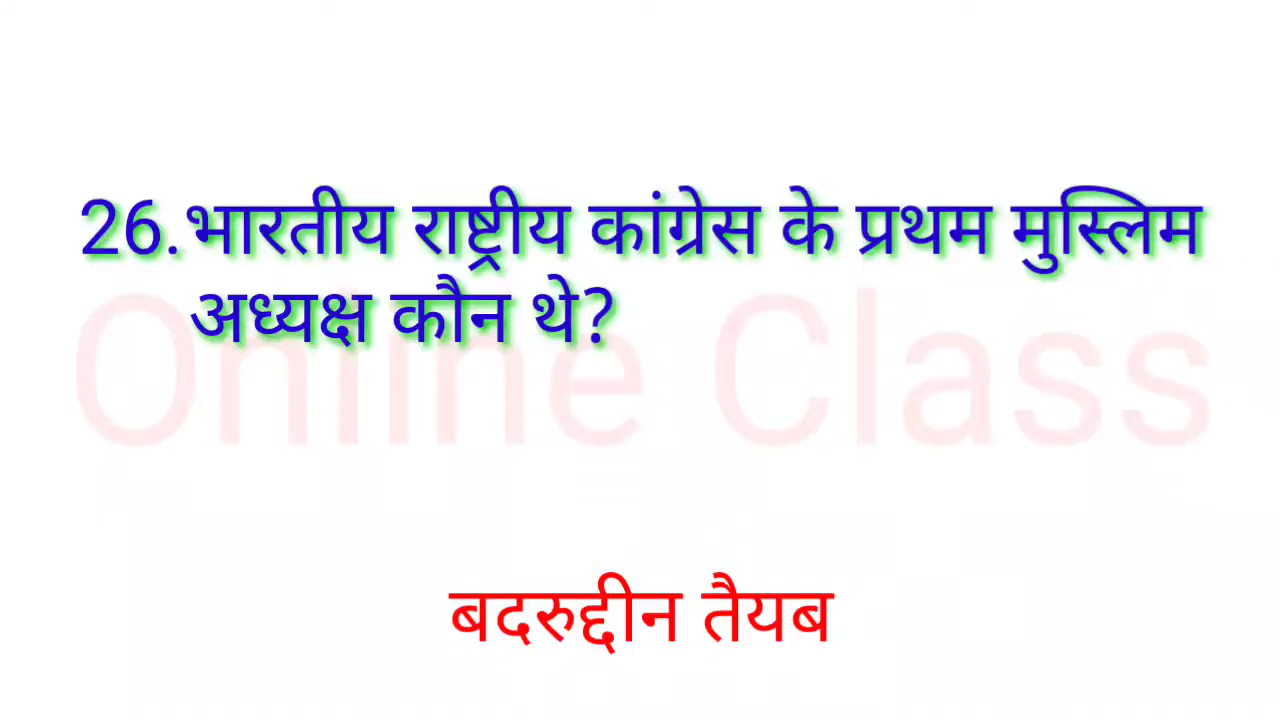 26. भारतीय राष्ट्रीय कांग्रेस के प्रथम मुस्लिम
अध्यक्ष कौन थे?
Online Class
बदरुद्दीन तैयब